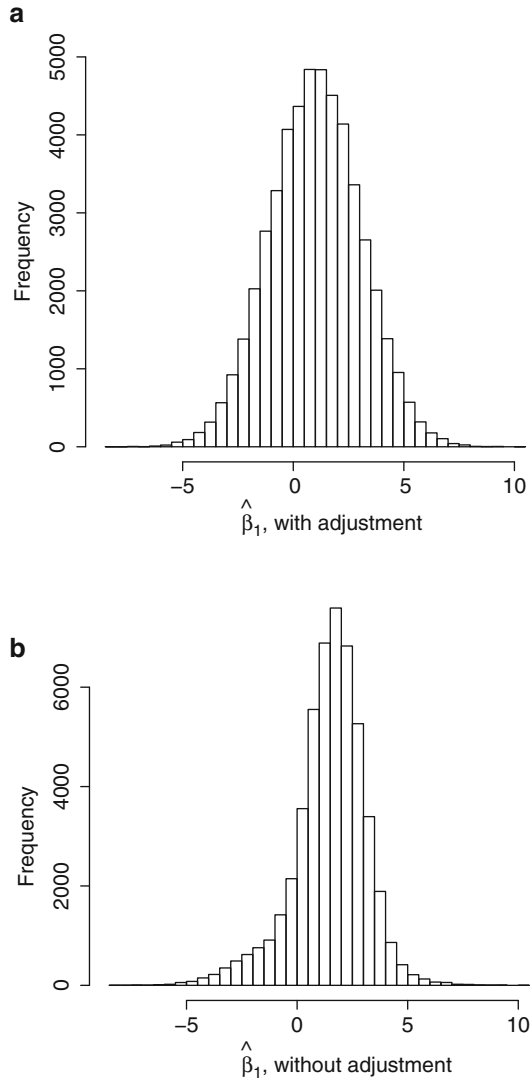 a
5000
4000
3000
2000
1000
0
Frequency
−5 0 5 10
β̂₁, with adjustment
b
6000
4000
2000
0
Frequency
−5 0 5 10
β̂₁, without adjustment